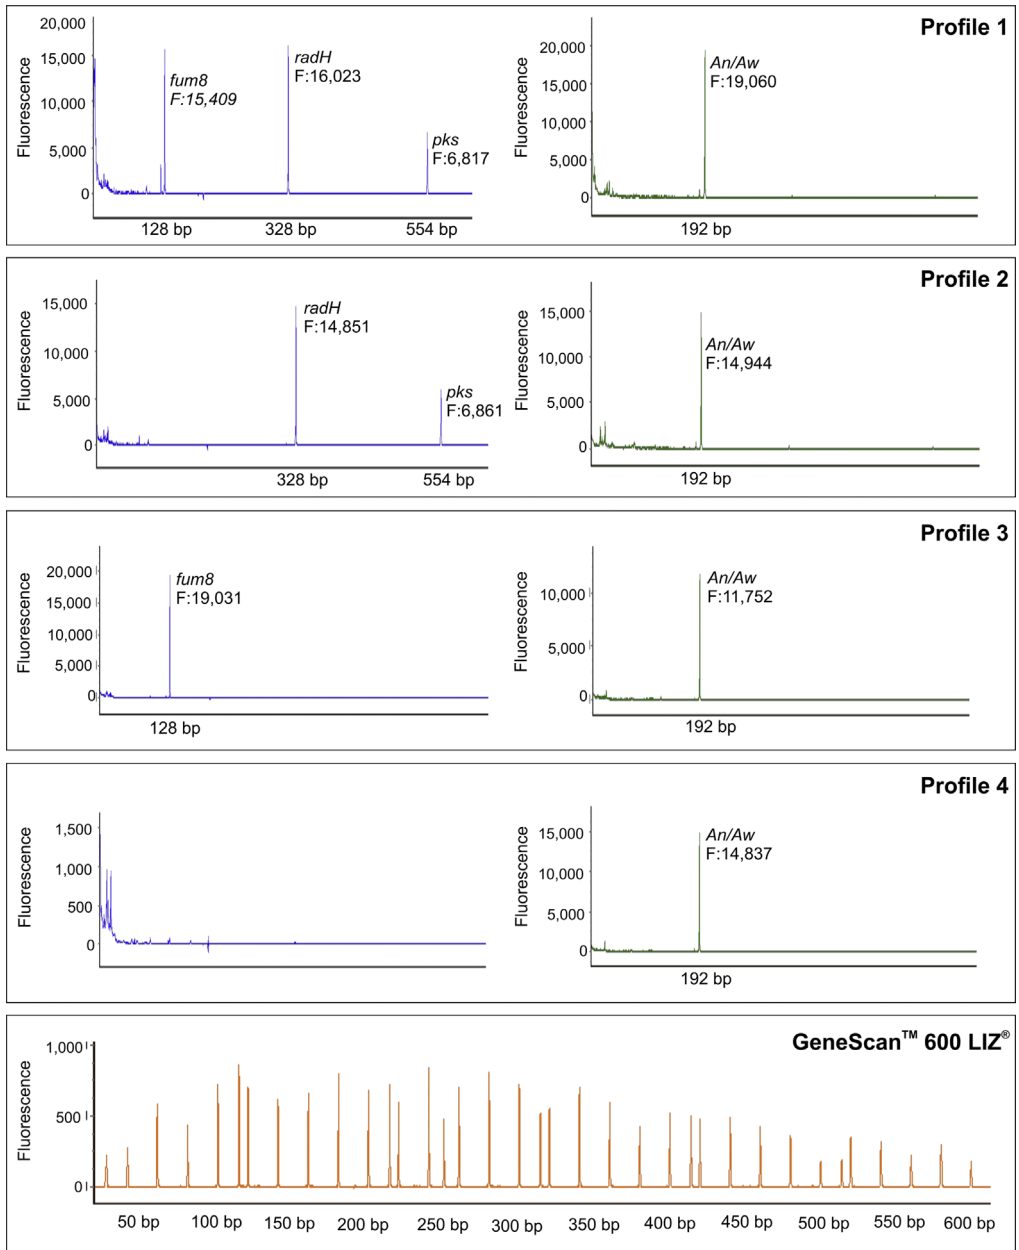 Profile 1
Fluorescence
20,000
15,000
10,000
5,000
0
fum8
F:15,409
radH
F:16,023
pks
F:6,817
128 bp 328 bp 554 bp
Fluorescence
20,000
15,000
10,000
5,000
0
An/Aw
F:19,060
192 bp
Profile 2
Fluorescence
15,000
10,000
5,000
0
radH
F:14,851
pks
F:6,861
328 bp 554 bp
Fluorescence
15,000
10,000
5,000
0
An/Aw
F:14,944
192 bp
Profile 3
Fluorescence
20,000
15,000
10,000
5,000
0
fum8
F:19,031
128 bp
Fluorescence
10,000
5,000
0
An/Aw
F:11,752
192 bp
Profile 4
Fluorescence
1,500
1,000
500
0
Fluorescence
15,000
10,000
5,000
0
An/Aw
F:14,837
192 bp
GeneScan™ 600 LIZ®
Fluorescence
1,000
500
0
50 bp 100 bp 150 bp 200 bp 250 bp 300 bp 350 bp 400 bp 450 bp 500 bp 550 bp 600 bp